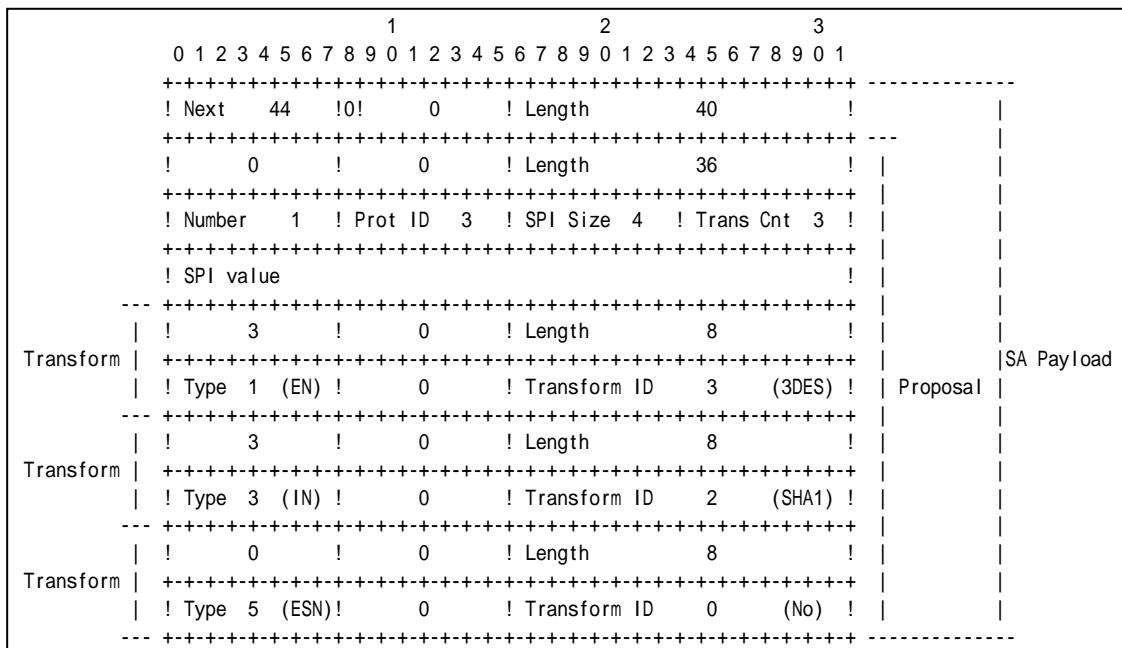 1                   2                   3
  0 1 2 3 4 5 6 7 8 9 0 1 2 3 4 5 6 7 8 9 0 1 2 3 4 5 6 7 8 9 0 1
 +-+-+-+-+-+-+-+-+-+-+-+-+-+-+-+-+-+-+-+-+-+-+-+-+-+-+-+-+-+-+-+-+ --------------
 ! Next    44    !0!      0      ! Length          40            !              |
 +-+-+-+-+-+-+-+-+-+-+-+-+-+-+-+-+-+-+-+-+-+-+-+-+-+-+-+-+-+-+-+-+ ---          |
 !       0       !       0       ! Length          36            !  |           |
 +-+-+-+-+-+-+-+-+-+-+-+-+-+-+-+-+-+-+-+-+-+-+-+-+-+-+-+-+-+-+-+-+  |           |
 ! Number     1  ! Prot ID    3  ! SPI Size  4   ! Trans Cnt  3  !  |           |
 +-+-+-+-+-+-+-+-+-+-+-+-+-+-+-+-+-+-+-+-+-+-+-+-+-+-+-+-+-+-+-+-+  |           |
 ! SPI value                                                     !  |           |
 --- +-+-+-+-+-+-+-+-+-+-+-+-+-+-+-+-+-+-+-+-+-+-+-+-+-+-+-+-+-+-+-+-+  |           |
 | !       3       !       0       ! Length          8             !  |           |
 Transform | +-+-+-+-+-+-+-+-+-+-+-+-+-+-+-+-+-+-+-+-+-+-+-+-+-+-+-+-+-+-+-+-+  |           |SA Payload
 | ! Type  1  (EN) !       0       ! Transform ID    3     (3DES)  !  | Proposal  |
 --- +-+-+-+-+-+-+-+-+-+-+-+-+-+-+-+-+-+-+-+-+-+-+-+-+-+-+-+-+-+-+-+-+  |           |
 | !       3       !       0       ! Length          8             !  |           |
 Transform | +-+-+-+-+-+-+-+-+-+-+-+-+-+-+-+-+-+-+-+-+-+-+-+-+-+-+-+-+-+-+-+-+  |           |
 | ! Type  3  (IN) !       0       ! Transform ID    2     (SHA1)  !  |           |
 --- +-+-+-+-+-+-+-+-+-+-+-+-+-+-+-+-+-+-+-+-+-+-+-+-+-+-+-+-+-+-+-+-+  |           |
 | !       0       !       0       ! Length          8             !  |           |
 Transform | +-+-+-+-+-+-+-+-+-+-+-+-+-+-+-+-+-+-+-+-+-+-+-+-+-+-+-+-+-+-+-+-+  |           |
 | ! Type  5  (ESN)!       0       ! Transform ID    0     (No)    !  |           |
 --- +-+-+-+-+-+-+-+-+-+-+-+-+-+-+-+-+-+-+-+-+-+-+-+-+-+-+-+-+-+-+-+-+ --------------